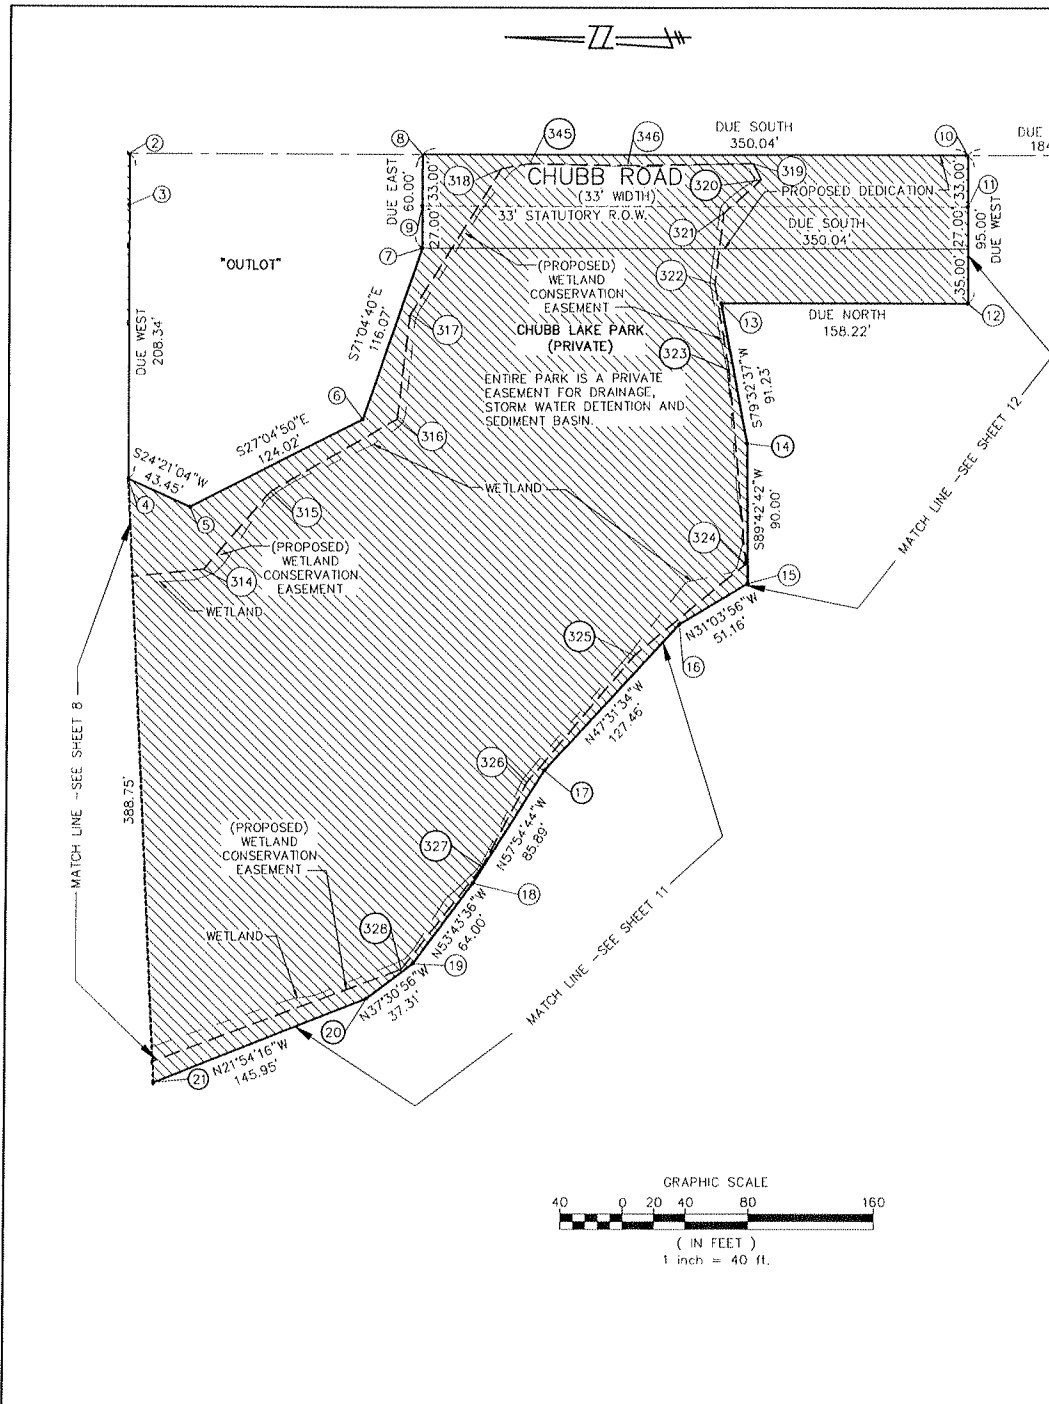 DUE SOUTH
350.04'
DUE
184
2
3
8
345
346
10
318
CHUBB ROAD
(33' WIDTH)
33' STATUTORY R.O.W.
320
319
PROPOSED DEDICATION
11
DUE EAST
60.00'
33.00'
27.00'
9
7
321
DUE SOUTH
350.04'
33.00'
27.00'
35.00'
DUE WEST
95.00'
12
"OUTLOT"
(PROPOSED)
WETLAND
CONSERVATION
EASEMENT
322
13
DUE NORTH
158.22'
DUE WEST
208.34'
S71°04'40"E
116.07'
317
CHUBB LAKE PARK
(PRIVATE)
323
ENTIRE PARK IS A PRIVATE
EASEMENT FOR DRAINAGE,
STORM WATER DETENTION AND
SEDIMENT BASIN.
S79°32'37"W
91.23'
6
316
14
S27°04'50"E
124.02'
S24°21'04"W
43.45'
4
5
315
WETLAND
S89°42'42"W
90.00'
MATCH LINE -SEE SHEET 12
324
(PROPOSED)
WETLAND
CONSERVATION
EASEMENT
314
WETLAND
15
N31°03'56"W
51.16'
325
16
N47°31'34"W
127.46'
MATCH LINE -SEE SHEET 8
388.75'
326
17
N57°54'44"W
85.89'
327
18
(PROPOSED)
WETLAND
CONSERVATION
EASEMENT
N53°43'36"W
64.00'
WETLAND
328
19
N37°30'56"W
37.31'
20
MATCH LINE -SEE SHEET 11
N21°54'16"W
145.95'
21
GRAPHIC SCALE
40 0 20 40 80 160
( IN FEET )
1 inch = 40 ft.